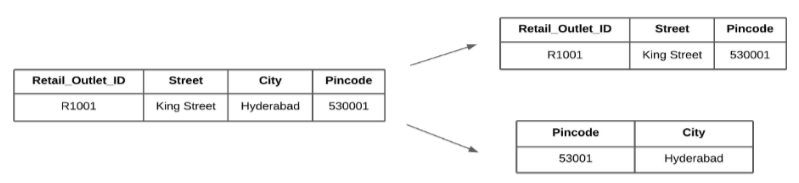 Retail_Outlet_ID Street City Pincode
R1001 King Street Hyderabad 530001
Retail_Outlet_ID Street Pincode
R1001 King Street 530001
Pincode City
53001 Hyderabad